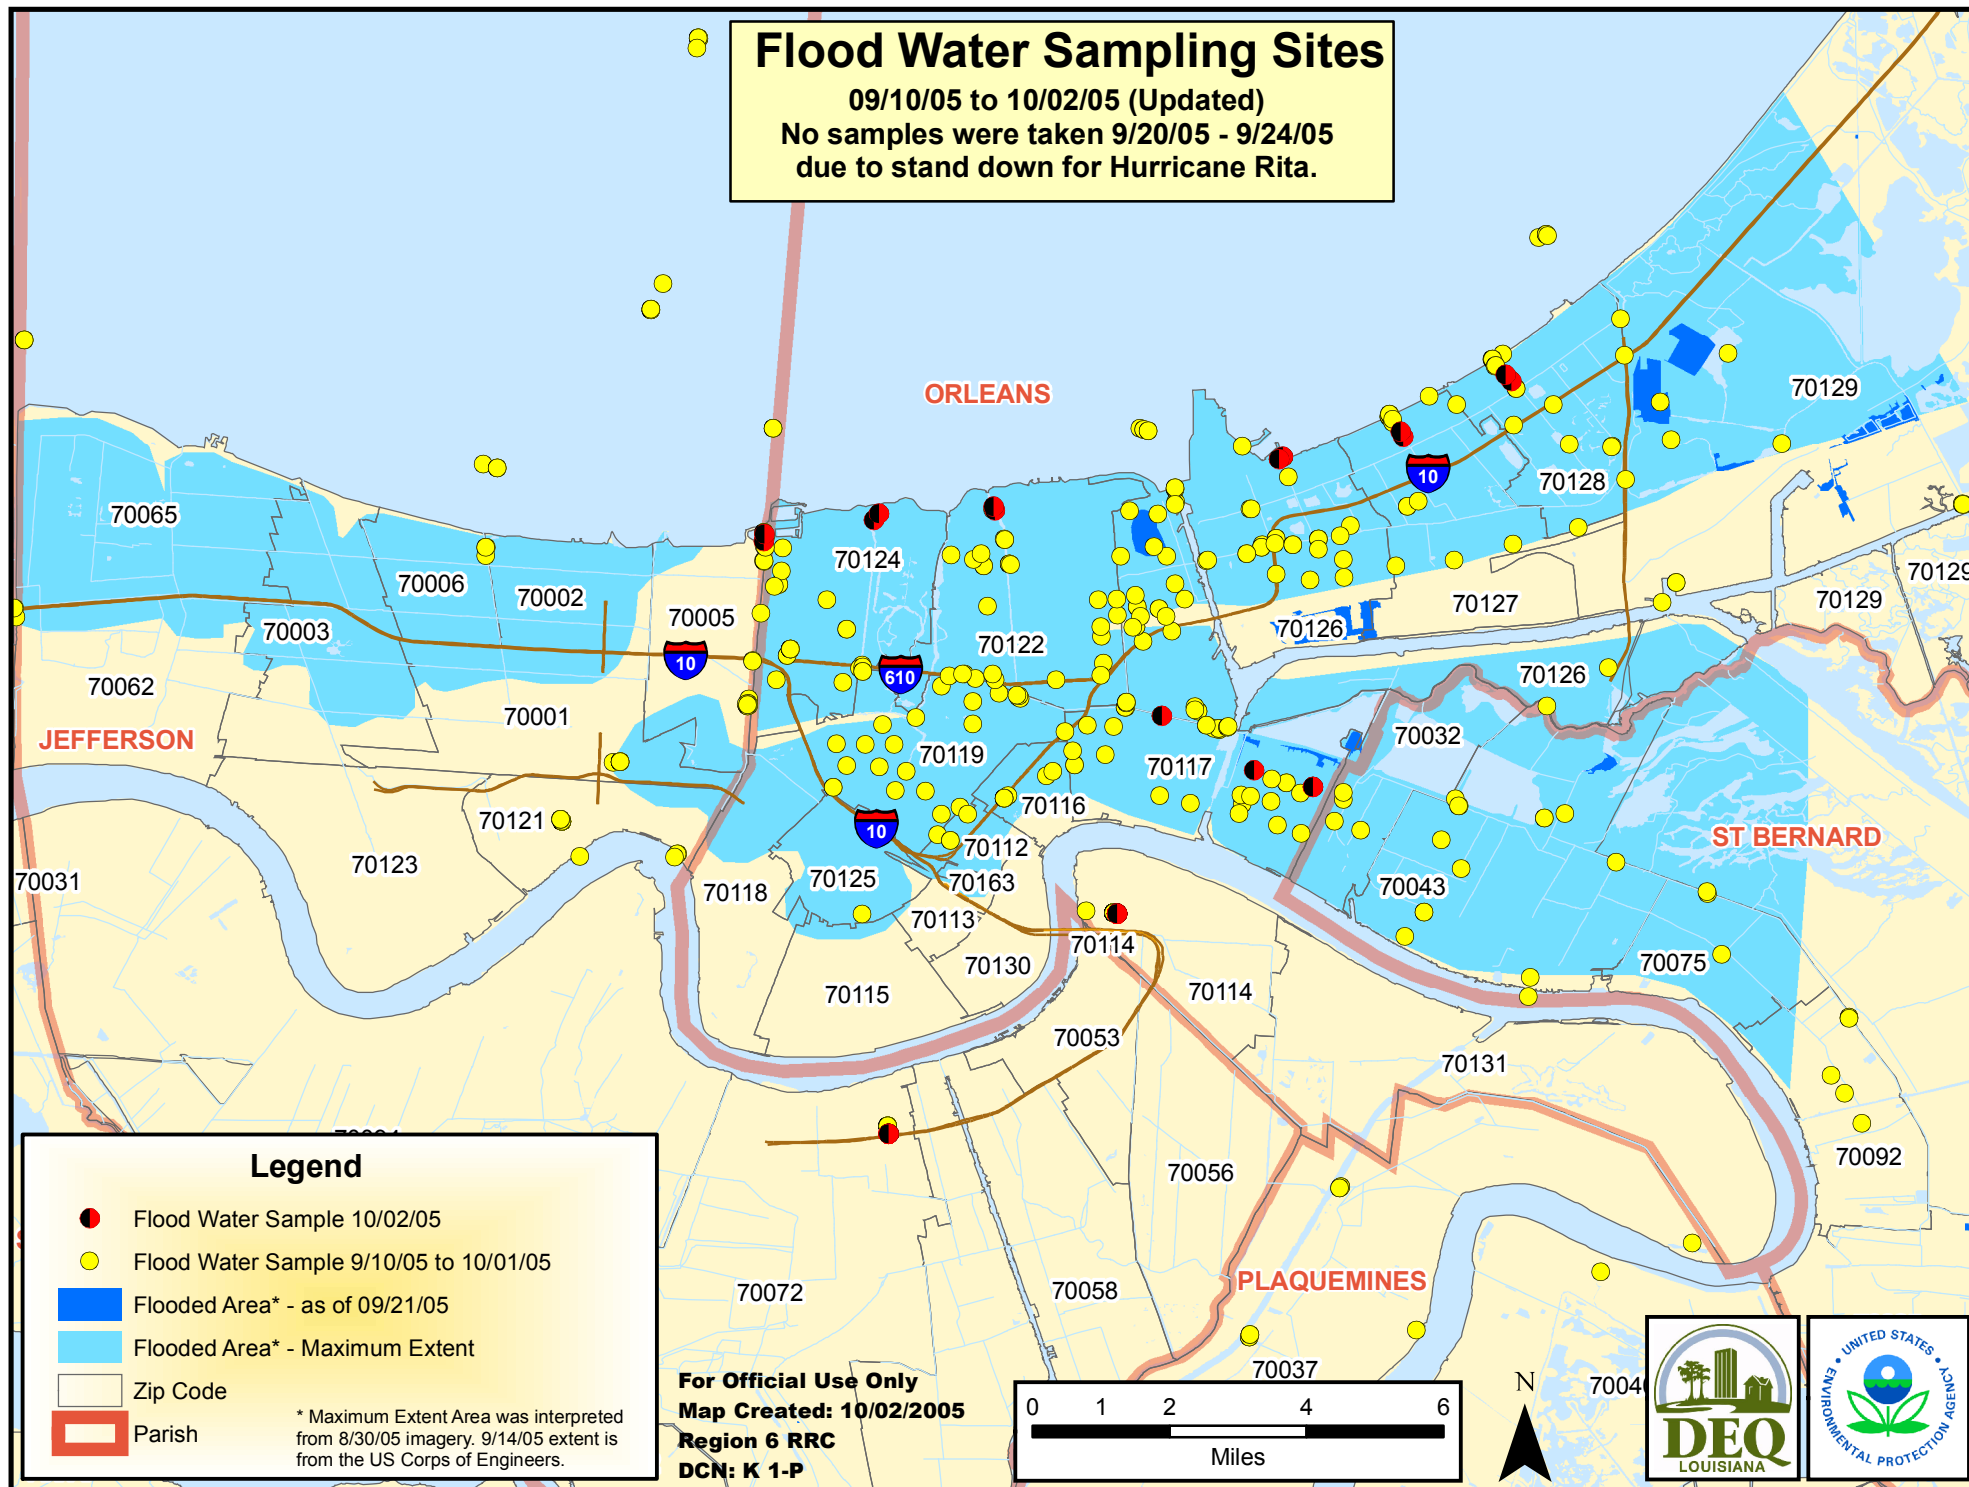 Flood Water Sampling Sites
09/10/05 to 10/02/05 (Updated)
No samples were taken 9/20/05 - 9/24/05
due to stand down for Hurricane Rita.
ORLEANS
70129
10
70128
70065
70124
70006
70002
70129
70003
70005
70127
70129
70126
70122
10
610
70126
70062
70001
JEFFERSON
70032
70119
70117
70116
70121
10
ST BERNARD
70112
70123
70031
70125
70163
70043
70118
70113
70114
70130
70075
70115
70114
70053
70131
70092
70056
PLAQUEMINES
70072
70058
70037
Legend
Flood Water Sample 10/02/05
Flood Water Sample 9/10/05 to 10/01/05
Flooded Area* - as of 09/21/05
Flooded Area* - Maximum Extent
Zip Code
Parish
* Maximum Extent Area was interpreted
from 8/30/05 imagery. 9/14/05 extent is
from the US Corps of Engineers.
For Official Use Only
Map Created: 10/02/2005
Region 6 RRC
DCN: K 1-P
0 1 2 4 6
Miles
N
DEQ
LOUISIANA
UNITED STATES
ENVIRONMENTAL PROTECTION AGENCY